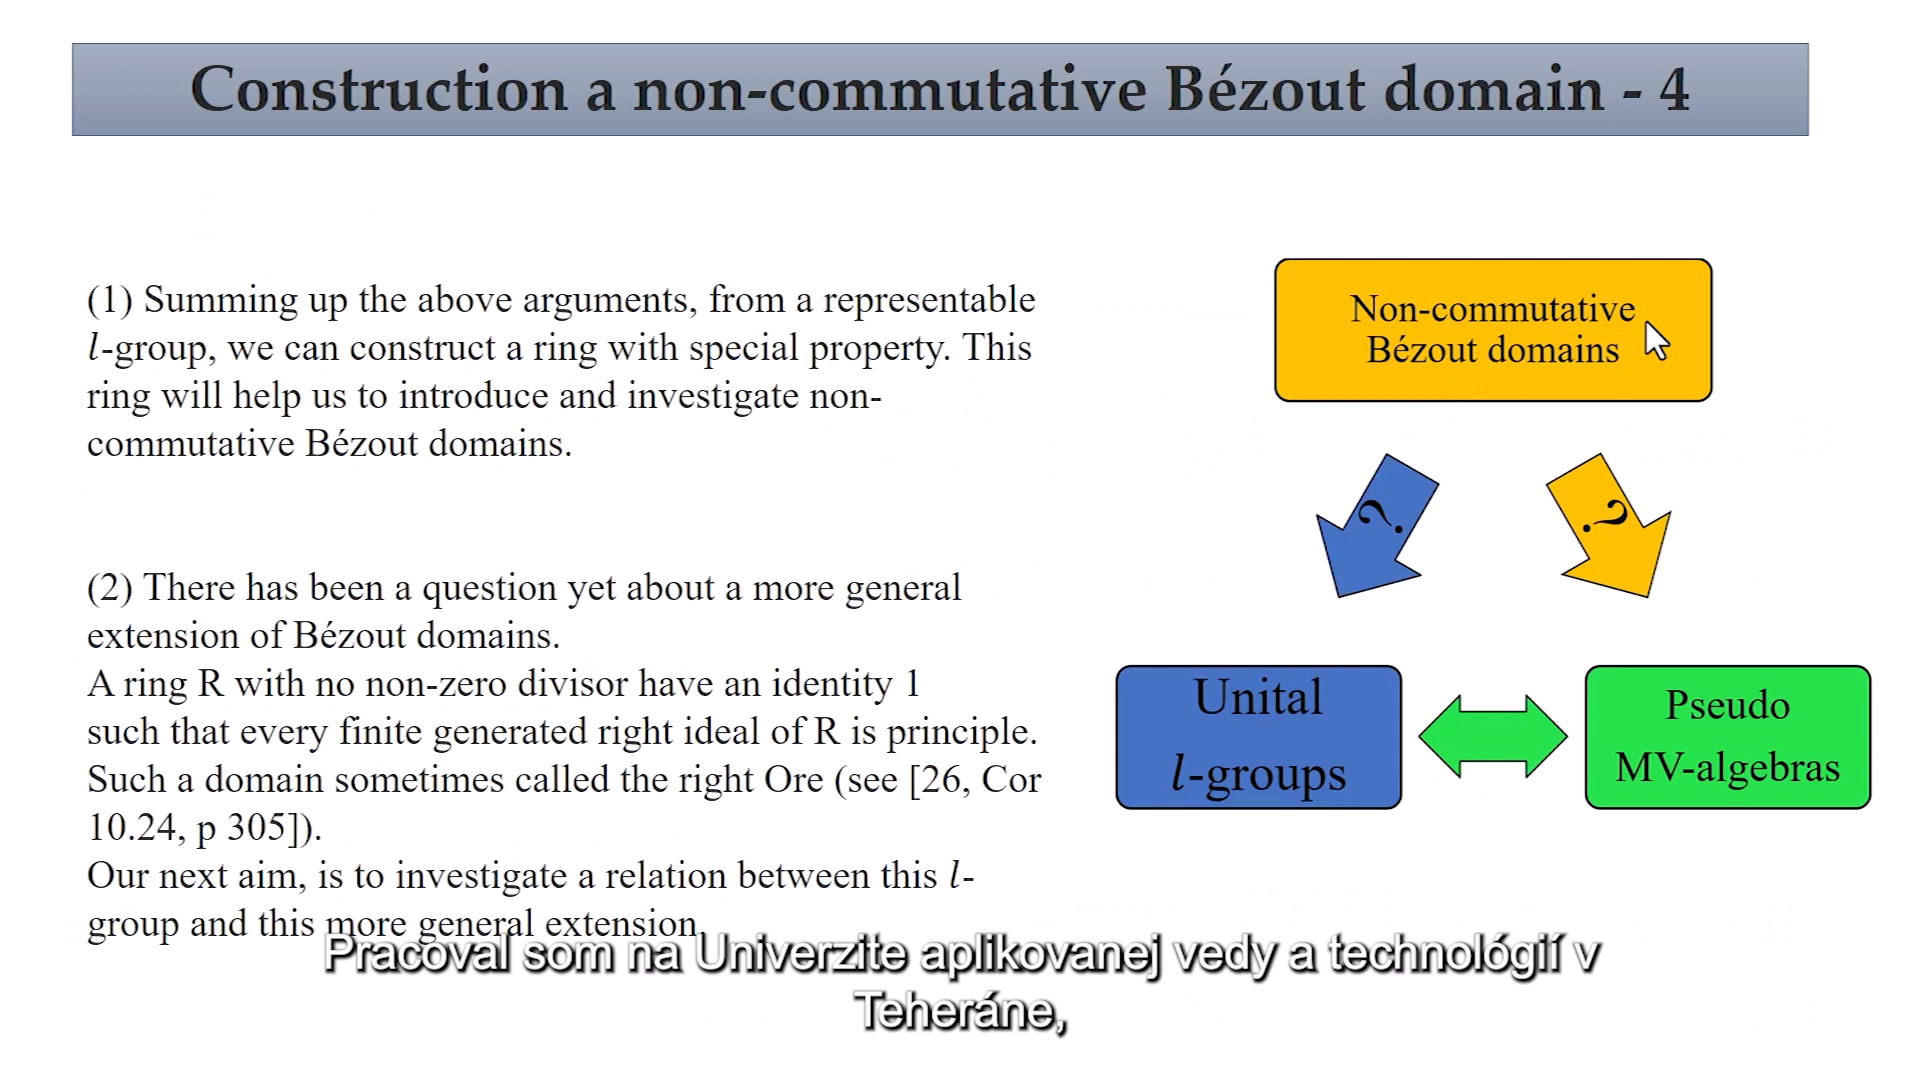 Construction a non-commutative Bézout domain - 4
(1) Summing up the above arguments, from a representable
l-group, we can construct a ring with special property. This
ring will help us to introduce and investigate non-
commutative Bézout domains.
(2) There has been a question yet about a more general
extension of Bézout domains.
A ring R with no non-zero divisor have an identity 1
such that every finite generated right ideal of R is principle.
Such a domain sometimes called the right Ore (see [26, Cor
10.24, p 305]).
Our next aim, is to investigate a relation between this l-
group and this more general extension.
Non-commutative
Bézout domains
?
?
Unital
l-groups
Pseudo
MV-algebras
Pracoval som na Univerzite aplikovanej vedy a technológií v
Teheráne,